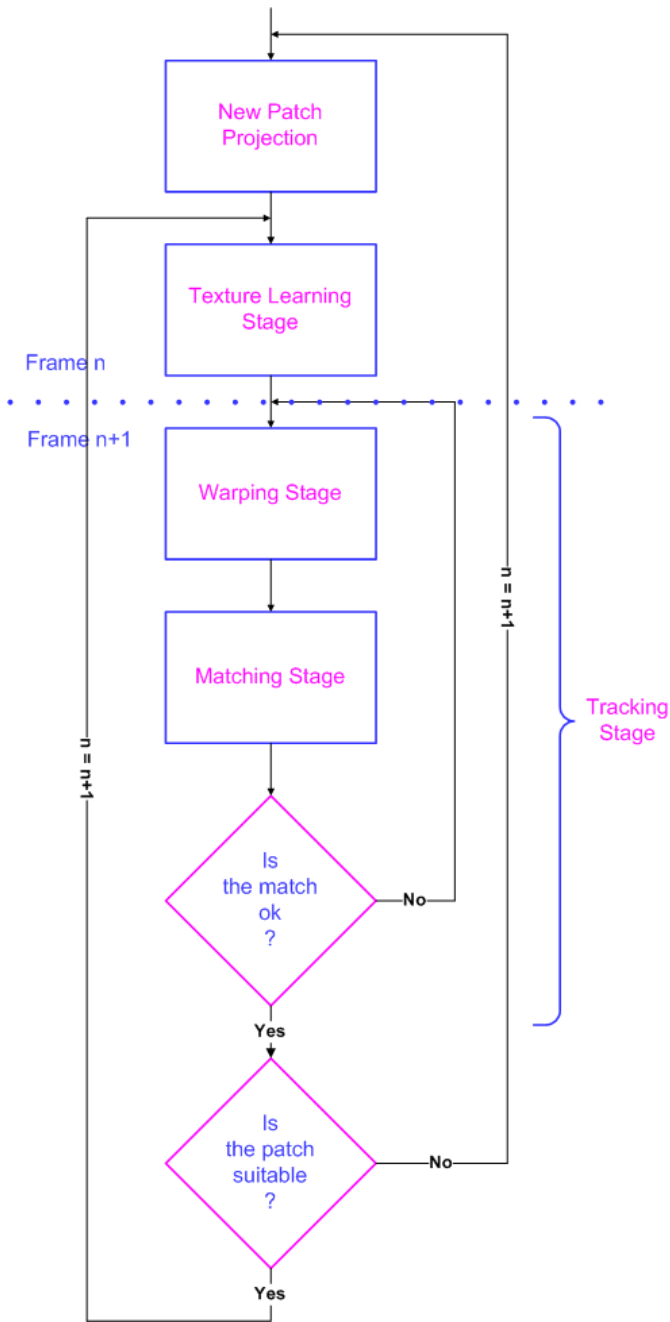 New Patch
Projection
Texture Learning
Stage
Frame n
Frame n+1
Warping Stage
n = n+1
Matching Stage
Tracking
Stage
n = n+1
Is
the match
ok
?
No
Yes
Is
the patch
suitable
?
No
Yes